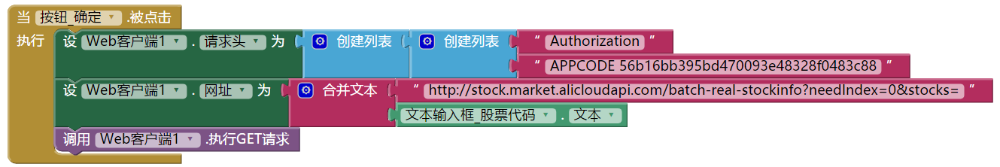 当 按钮_确定 .被点击
执行 设 Web客户端1 . 请求头 为 创建列表 创建列表 " Authorization "
" APPCODE 56b16bb395bd470093e48328f0483c88 "
设 Web客户端1 . 网址 为 合并文本 " http://stock.market.alicloudapi.com/batch-real-stockinfo?needIndex=0&stocks= "
文本输入框_股票代码 . 文本
调用 Web客户端1 .执行GET请求